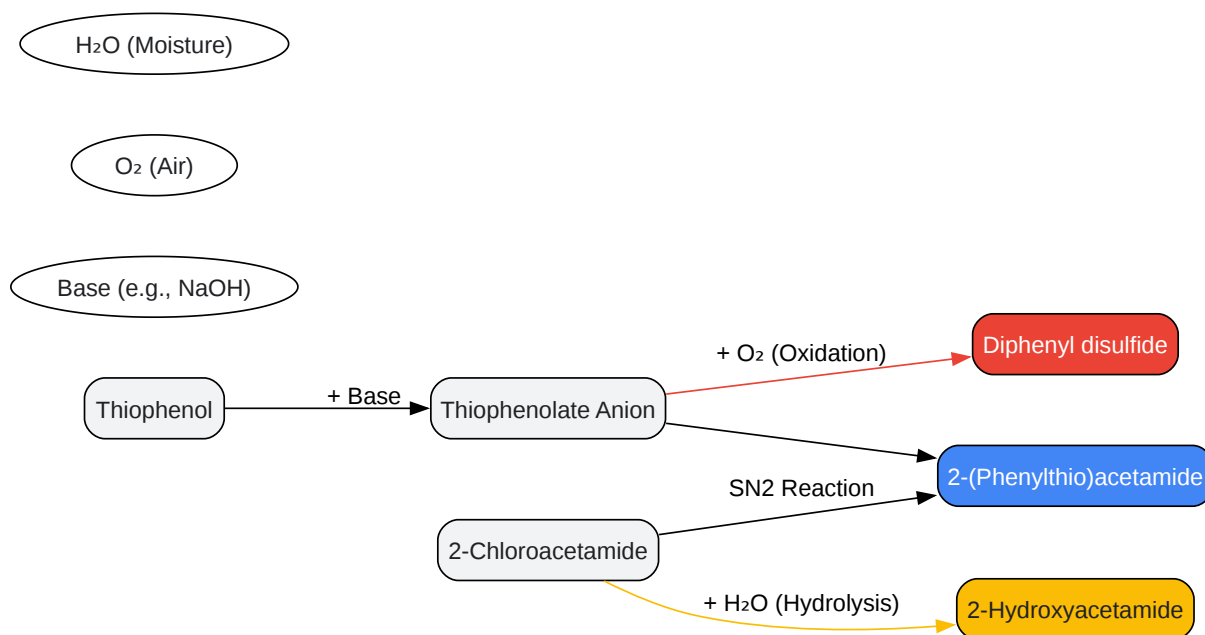 H₂O (Moisture)
O₂ (Air)
Base (e.g., NaOH)
+ O₂ (Oxidation)
Diphenyl disulfide
Thiophenol
+ Base
Thiophenolate Anion
2-(Phenylthio)acetamide
SN2 Reaction
2-Chloroacetamide
+ H₂O (Hydrolysis)
2-Hydroxyacetamide